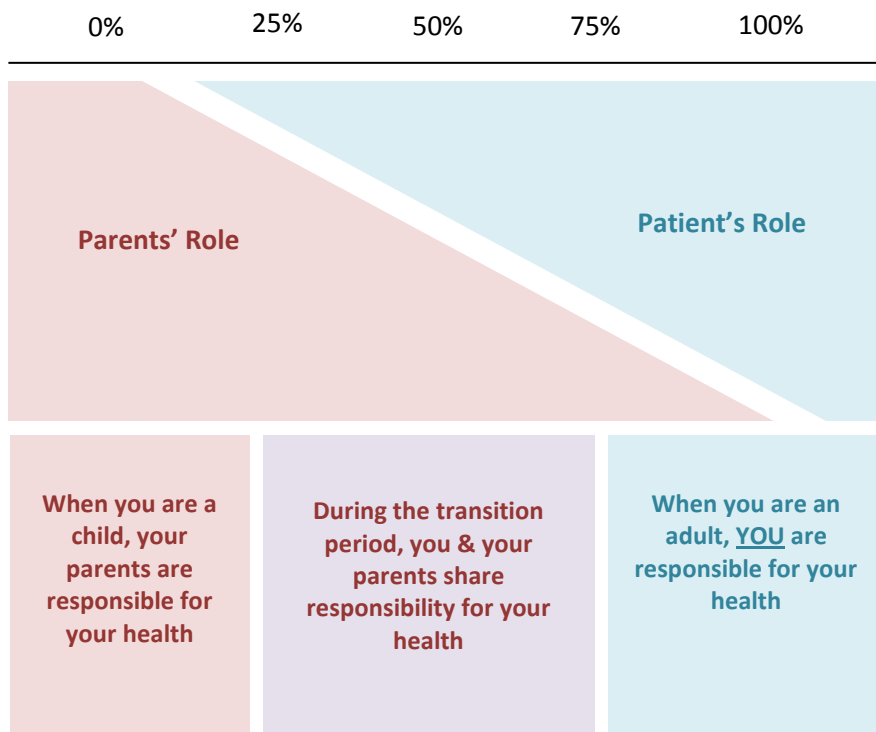 0% 25% 50% 75% 100%
Parents’ Role
Patient’s Role
When you are a
child, your
parents are
responsible for
your health
During the transition
period, you & your
parents share
responsibility for your
health
When you are an
adult, YOU are
responsible for your
health